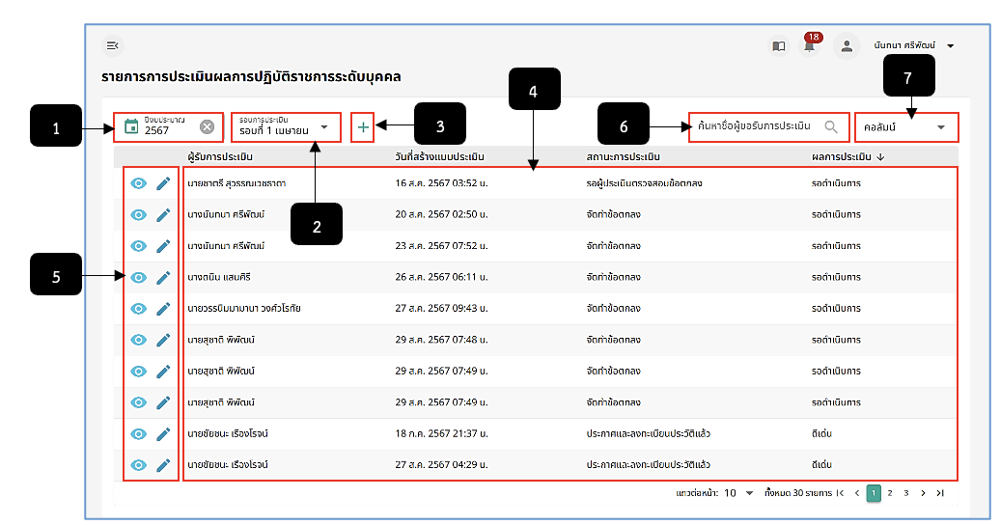 18
นันทนา ศรีพัฒน์
รายการการประเมินผลการปฏิบัติราชการระดับบุคคล
7
4
1
ปีงบประมาณ
2567
รอบการประเมิน
รอบที่ 1 เมษายน
3
6
ค้นหาชื่อผู้ขอรับการประเมิน
คอลัมน์
ผู้รับการประเมิน วันที่สร้างแบบประเมิน สถานะการประเมิน ผลการประเมิน
นายชาตรี สุวรรณเวชราดา 16 ส.ค. 2567 03:52 น. รอผู้ประเมินตรวจสอบข้อตกลง รอดำเนินการ
นางนันทนา ศรีพัฒน์ 20 ส.ค. 2567 02:50 น. จัดทำข้อตกลง รอดำเนินการ
2
นางนันทนา ศรีพัฒน์ 23 ส.ค. 2567 07:52 น. จัดทำข้อตกลง รอดำเนินการ
5
นางดนิน แสนศิริ 26 ส.ค. 2567 06:11 น. จัดทำข้อตกลง รอดำเนินการ
27 ส.ค. 2567 09:43 น. จัดทำข้อตกลง รอดำเนินการ
นายสุชาติ พิพัฒน์ 29 ส.ค. 2567 07:48 น. จัดทำข้อตกลง รอดำเนินการ
นายสุชาติ พิพัฒน์ 29 ส.ค. 2567 07:49 น. จัดทำข้อตกลง รอดำเนินการ
นายสุชาติ พิพัฒน์ 29 ส.ค. 2567 07:49 น. จัดทำข้อตกลง รอดำเนินการ
นายชัยชนะ เรืองโรจน์ 18 ก.ค. 2567 21:37 น. ประกาศและลงทะเบียนประวัติแล้ว ดีเด่น
นายชัยชนะ เรืองโรจน์ 27 ส.ค. 2567 04:29 น. ประกาศและลงทะเบียนประวัติแล้ว ดีเด่น
แถวต่อหน้า: 10 ทั้งหมด 30 รายการ 1 2 3